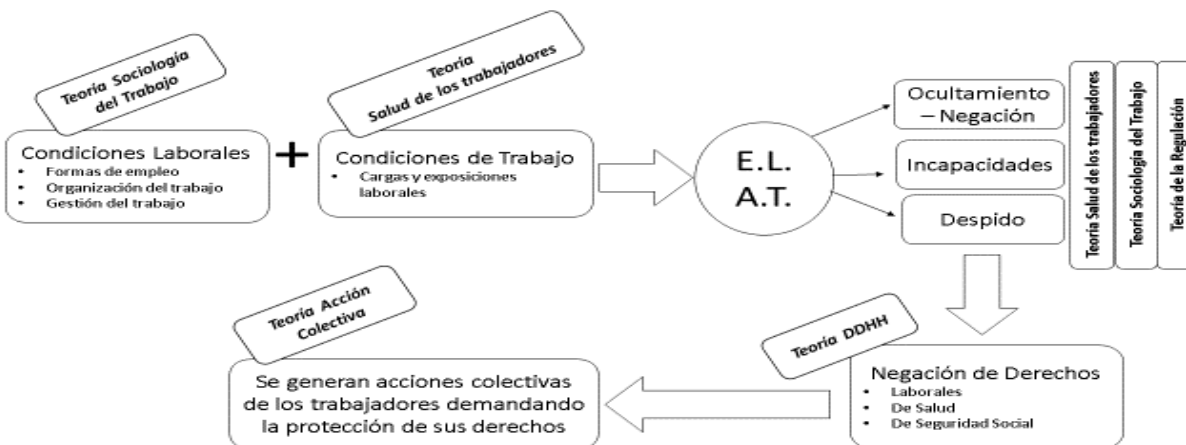 Teoría Sociología
del Trabajo
Condiciones Laborales
• Formas de empleo
• Organización del trabajo
• Gestión del trabajo
+
Teoría
Salud de los trabajadores
Condiciones de Trabajo
• Cargas y exposiciones
laborales
E.L.
A.T.
Ocultamiento
– Negación
Incapacidades
Despido
Teoría Salud de los trabajadores
Teoría Sociología del Trabajo
Teoría de la Regulación
Teoría DDHH
Negación de Derechos
• Laborales
• De Salud
• De Seguridad Social
Teoría Acción
Colectiva
Se generan acciones colectivas
de los trabajadores demandando
la protección de sus derechos